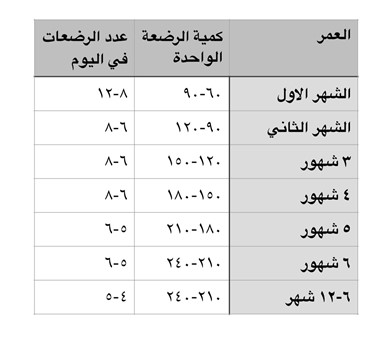 العمر كمية الرضعة الواحدة عدد الرضعات في اليوم
الشهر الاول ٦٠-٩٠ ٨-١٢
الشهر الثاني ٩٠-١٢٠ ٦-٨
٣ شهور ١٢٠-١٥٠ ٦-٨
٤ شهور ١٥٠-١٨٠ ٦-٨
٥ شهور ١٨٠-٢١٠ ٥-٦
٦ شهور ٢١٠-٢٤٠ ٥-٦
٦-١٢ شهر ٢١٠-٢٤٠ ٤-٥